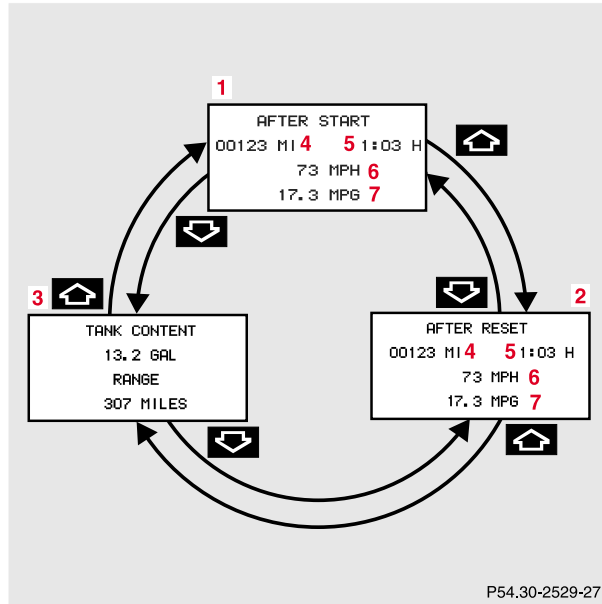 1
AFTER START
00123 MI 4 5 1:03 H
73 MPH 6
17.3 MPG 7
3
TANK CONTENT
13.2 GAL
RANGE
307 MILES
2
AFTER RESET
00123 MI 4 5 1:03 H
73 MPH 6
17.3 MPG 7
P54.30-2529-27